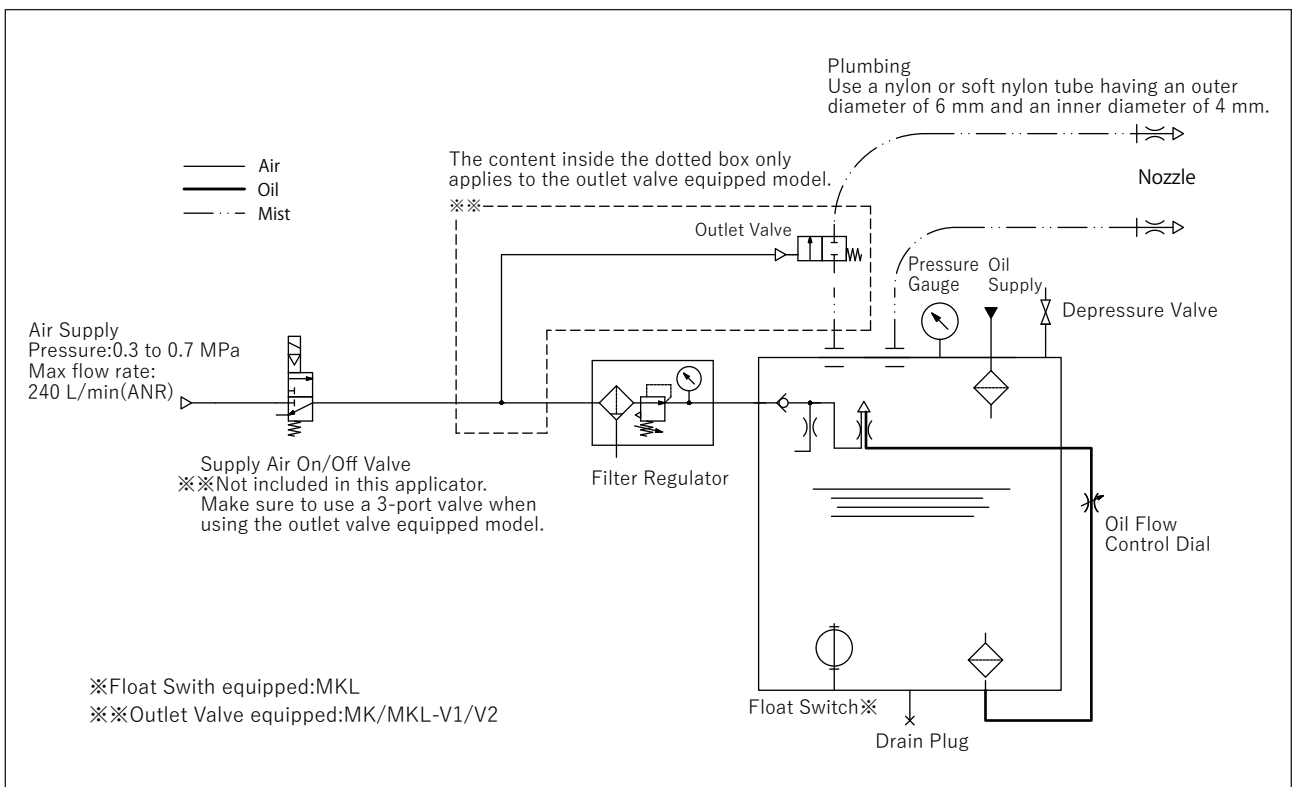 Plumbing
Use a nylon or soft nylon tube having an outer
diameter of 6 mm and an inner diameter of 4 mm.
Air
Oil
Mist
The content inside the dotted box only
applies to the outlet valve equipped model.
※※
Outlet Valve
Nozzle
Pressure
Gauge
Oil
Supply
Depressure Valve
Air Supply
Pressure:0.3 to 0.7 MPa
Max flow rate:
240 L/min(ANR)
Supply Air On/Off Valve
※※Not included in this applicator.
Make sure to use a 3-port valve when
using the outlet valve equipped model.
Filter Regulator
Oil Flow
Control Dial
Float Switch※
Drain Plug
※Float Swith equipped:MKL
※※Outlet Valve equipped:MK/MKL-V1/V2